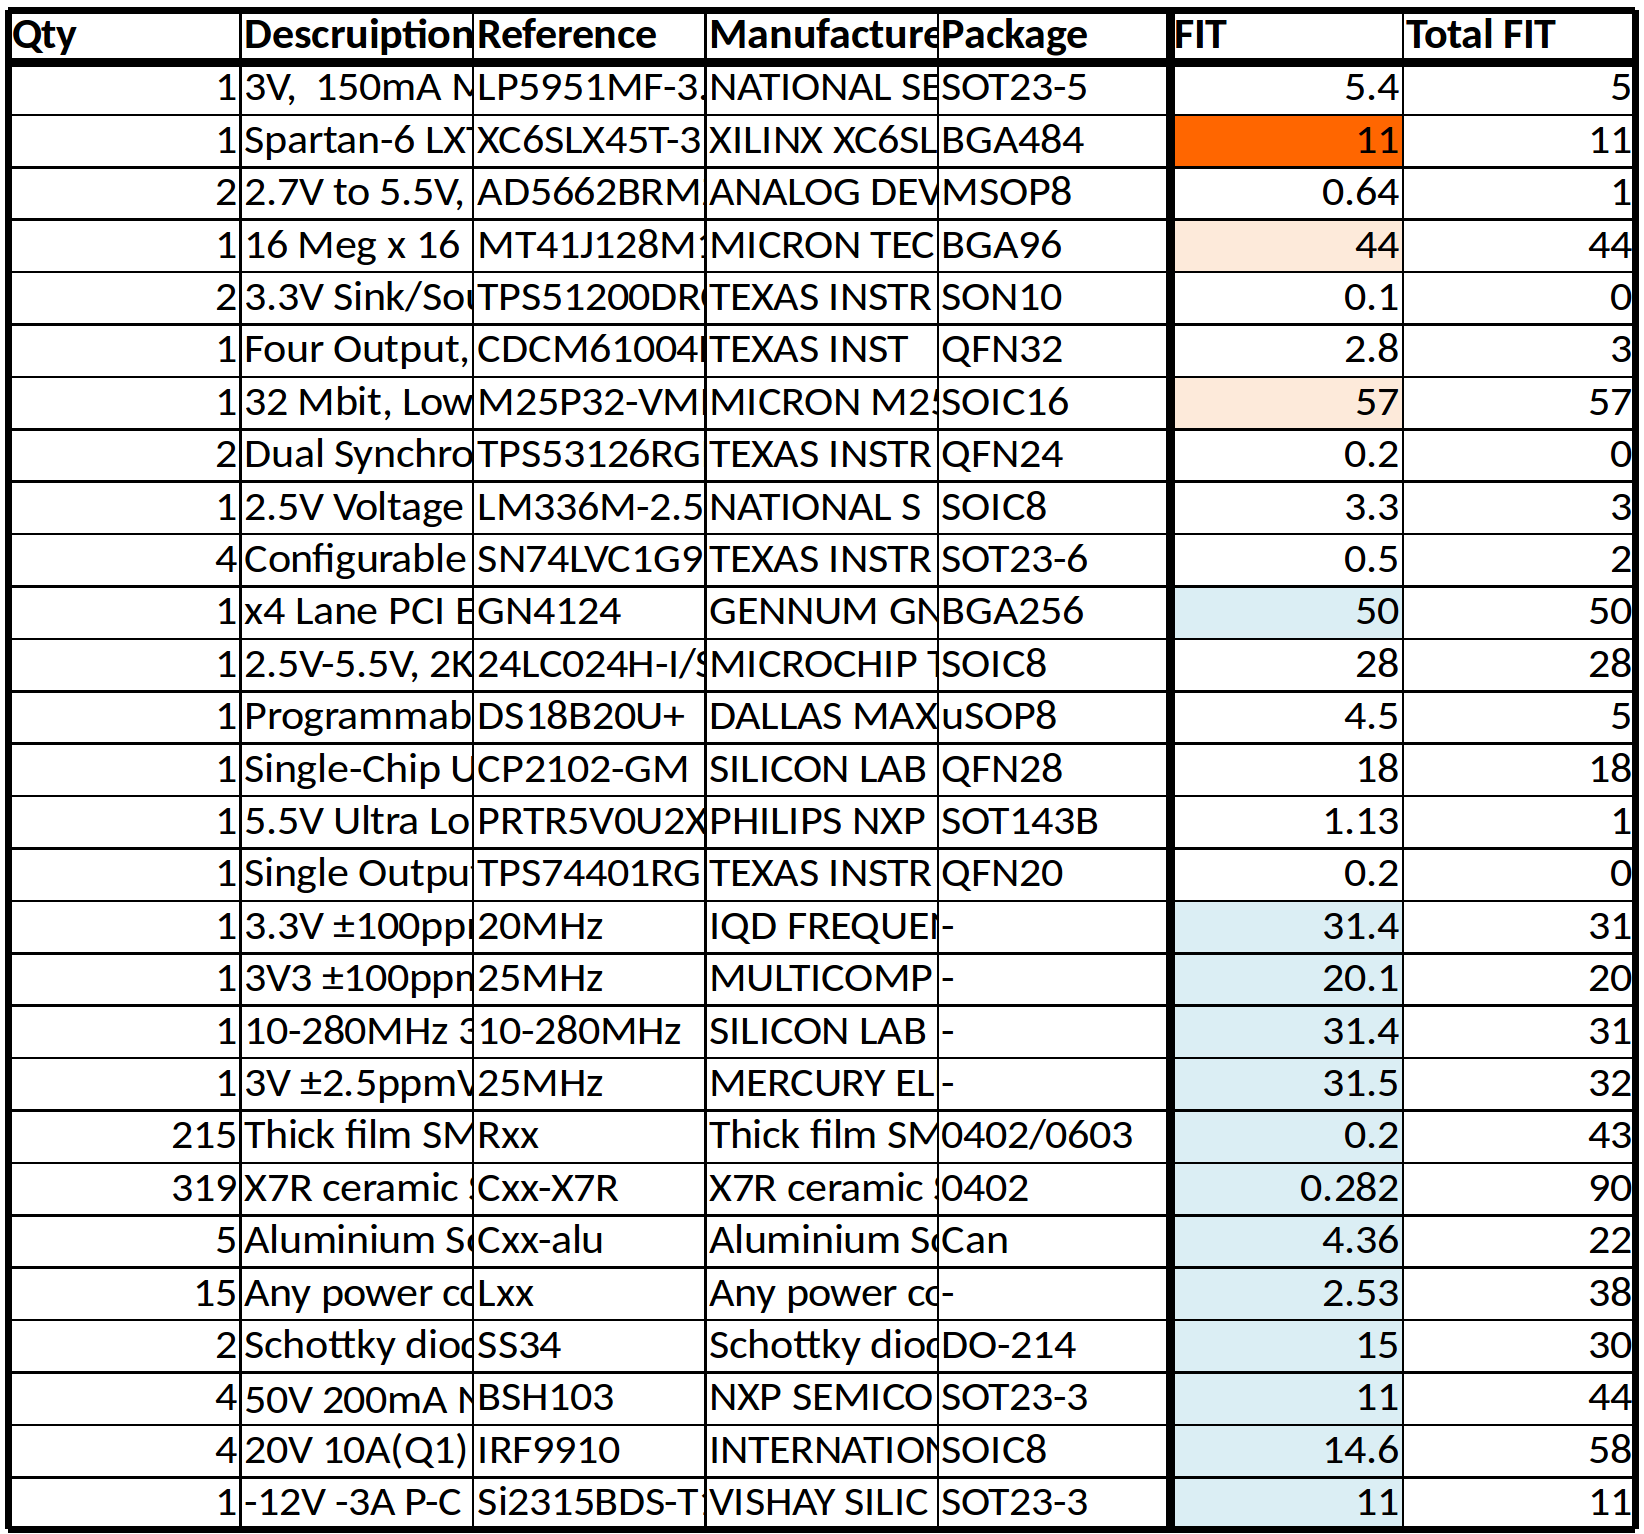 Qty Descruiption Reference Manufacture Package FIT Total FIT
1 3V, 150mA LP5951MF-3. NATIONAL SE SOT23-5 5.4 5
1 Spartan-6 LXT XC6SLX45T-3 XILINX XC6SL BGA484 11 11
2 2.7V to 5.5V, AD5662BRM ANALOG DEV MSOP8 0.64 1
1 16 Meg x 16 MT41J128M1 MICRON TEC BGA96 44 44
2 3.3V Sink/Sou TPS51200DR TEXAS INSTR SON10 0.1 0
1 Four Output, CDCM61004 TEXAS INST QFN32 2.8 3
1 32 Mbit, Low M25P32-VM MICRON M25 SOIC16 57 57
2 Dual Synchro TPS53126RG TEXAS INSTR QFN24 0.2 0
1 2.5V Voltage LM336M-2.5 NATIONAL S SOIC8 3.3 3
4 Configurable SN74LVC1G9 TEXAS INSTR SOT23-6 0.5 2
1 x4 Lane PCI E GN4124 GENNUM GN BGA256 50 50
1 2.5V-5.5V, 2K 24LC024H-I/S MICROCHIP T SOIC8 28 28
1 Programmab DS18B20U+ DALLAS MAX uSOP8 4.5 5
1 Single-Chip U CP2102-GM SILICON LAB QFN28 18 18
1 5.5V Ultra Lo PRTR5V0U2X PHILIPS NXP SOT143B 1.13 1
1 Single Output TPS74401RG TEXAS INSTR QFN20 0.2 0
1 3.3V ±100ppm 20MHz IQD FREQUEN - 31.4 31
1 3V3 ±100ppm 25MHz MULTICOMP - 20.1 20
1 10-280MHz 3 10-280MHz SILICON LAB - 31.4 31
1 3V ±2.5ppmV 25MHz MERCURY EL - 31.5 32
215 Thick film SM Rxx Thick film SM 0402/0603 0.2 43
319 X7R ceramic Cxx-X7R X7R ceramic 0402 0.282 90
5 Aluminium So Cxx-alu Aluminium So Can 4.36 22
15 Any power co Lxx Any power co - 2.53 38
2 Schottky diod SS34 Schottky diod DO-214 15 30
4 50V 200mA N BSH103 NXP SEMICO SOT23-3 11 44
4 20V 10A(Q1) IRF9910 INTERNATION SOIC8 14.6 58
1 -12V -3A P-C Si2315BDS-T1 VISHAY SILIC SOT23-3 11 11